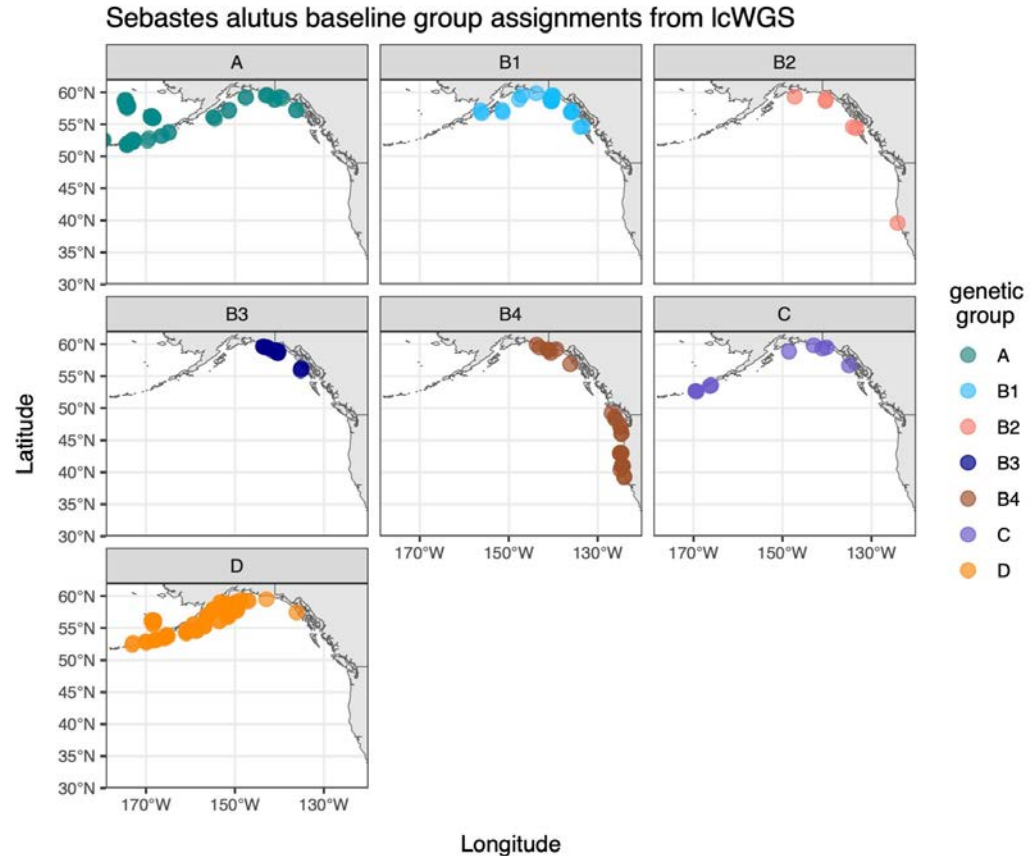 Sebastes alutus baseline group assignments from lcWGS
A
B1
B2
60°N
55°N
50°N
45°N
40°N
35°N
30°N
B3
B4
C
60°N
55°N
50°N
45°N
40°N
35°N
30°N
170°W
150°W
130°W
170°W
150°W
130°W
D
60°N
55°N
50°N
45°N
40°N
35°N
30°N
170°W
150°W
130°W
Latitude
Longitude
genetic
group
A
B1
B2
B3
B4
C
D